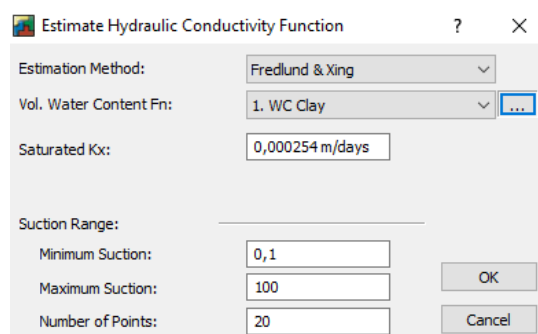 Estimate Hydraulic Conductivity Function ? ×
Estimation Method: Fredlund & Xing
Vol. Water Content Fn: 1. WC Clay ...
Saturated Kx: 0,000254 m/days
Suction Range:
Minimum Suction: 0,1
Maximum Suction: 100 OK
Number of Points: 20 Cancel